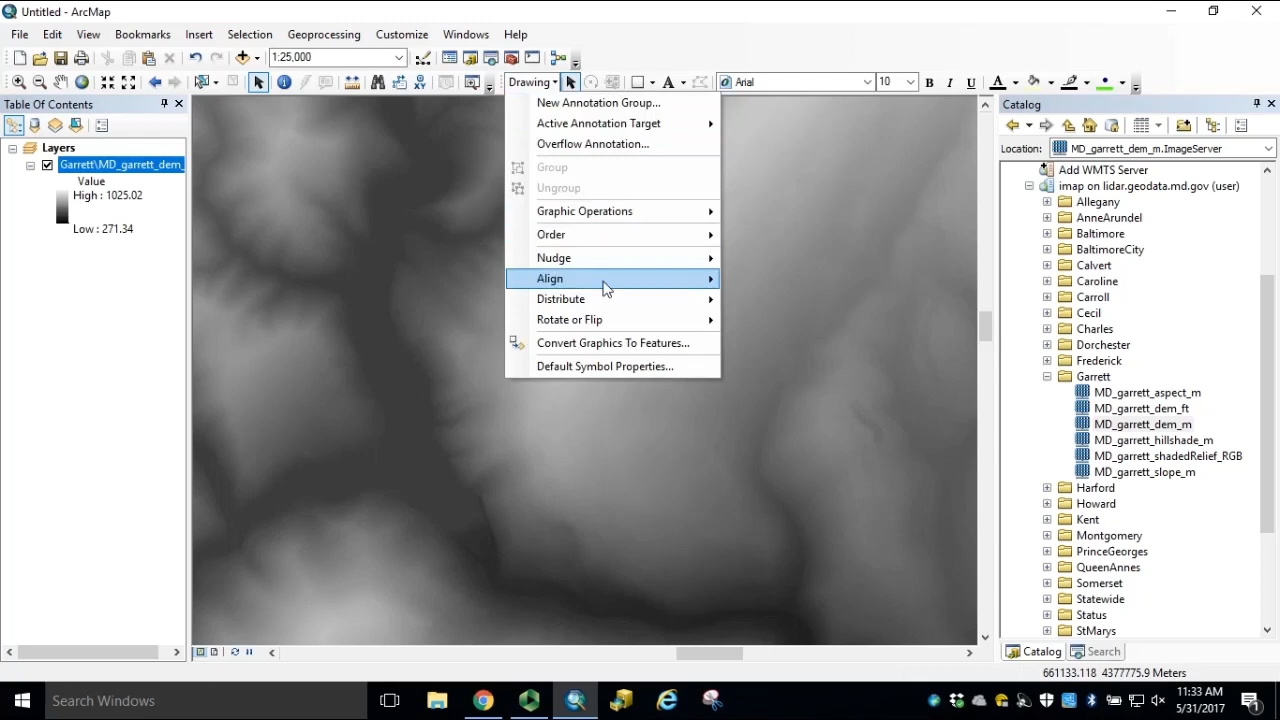 Untitled - ArcMap
File Edit View Bookmarks Insert Selection Geoprocessing Customize Windows Help
1:25,000
Drawing Arial 10 B I U A
Table Of Contents
Layers
Garrett\MD_garrett_dem_
Value
High : 1025.02
Low : 271.34
New Annotation Group...
Active Annotation Target
Overflow Annotation...
Group
Ungroup
Graphic Operations
Order
Nudge
Align
Distribute
Rotate or Flip
Convert Graphics To Features...
Default Symbol Properties...
Catalog
Location: MD_garrett_dem_m.ImageServer
Add WMTS Server
imap on lidar.geodata.md.gov (user)
Allegany
AnneArundel
Baltimore
BaltimoreCity
Calvert
Caroline
Carroll
Cecil
Charles
Dorchester
Frederick
Garrett
MD_garrett_aspect_m
MD_garrett_dem_ft
MD_garrett_dem_m
MD_garrett_hillshade_m
MD_garrett_shadedRelief_RGB
MD_garrett_slope_m
Harford
Howard
Kent
Montgomery
PrinceGeorges
QueenAnnes
Somerset
Statewide
Status
StMarys
Catalog Search
661133.118 4377775.9 Meters
Search Windows
11:33 AM
5/31/2017